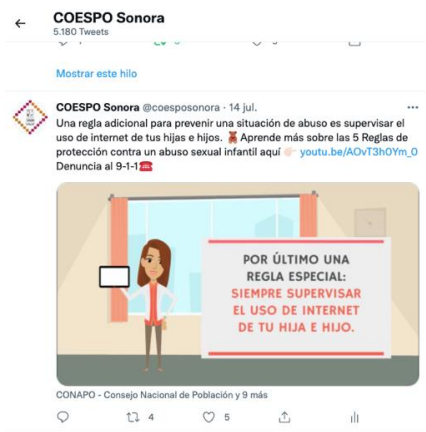 COESPO Sonora
5.180 Tweets
Mostrar este hilo
COESPO Sonora @coesposonora · 14 jul.
Una regla adicional para prevenir una situación de abuso es supervisar el
uso de internet de tus hijas e hijos. 🧸 Aprende más sobre las 5 Reglas de
protección contra un abuso sexual infantil aquí 👉🏻 youtu.be/AOvT3h0Ym_0
Denuncia al 9-1-1☎️
POR ÚLTIMO UNA
REGLA ESPECIAL:
SIEMPRE SUPERVISAR
EL USO DE INTERNET
DE TU HIJA E HIJO.
CONAPO - Consejo Nacional de Población y 9 más
4 5